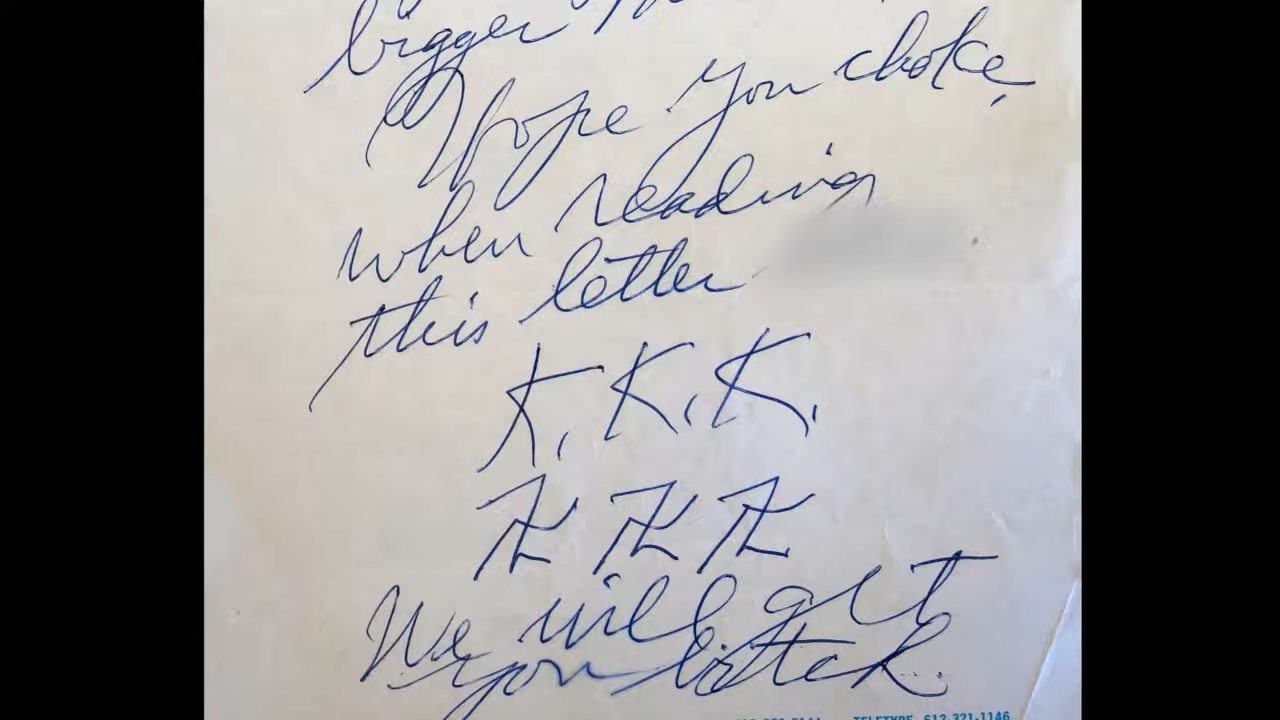 bigger
I hope you choke,
when reading
this letter
K. K. K.
We will get
you bitch.
TELETYPE 612-321-1146